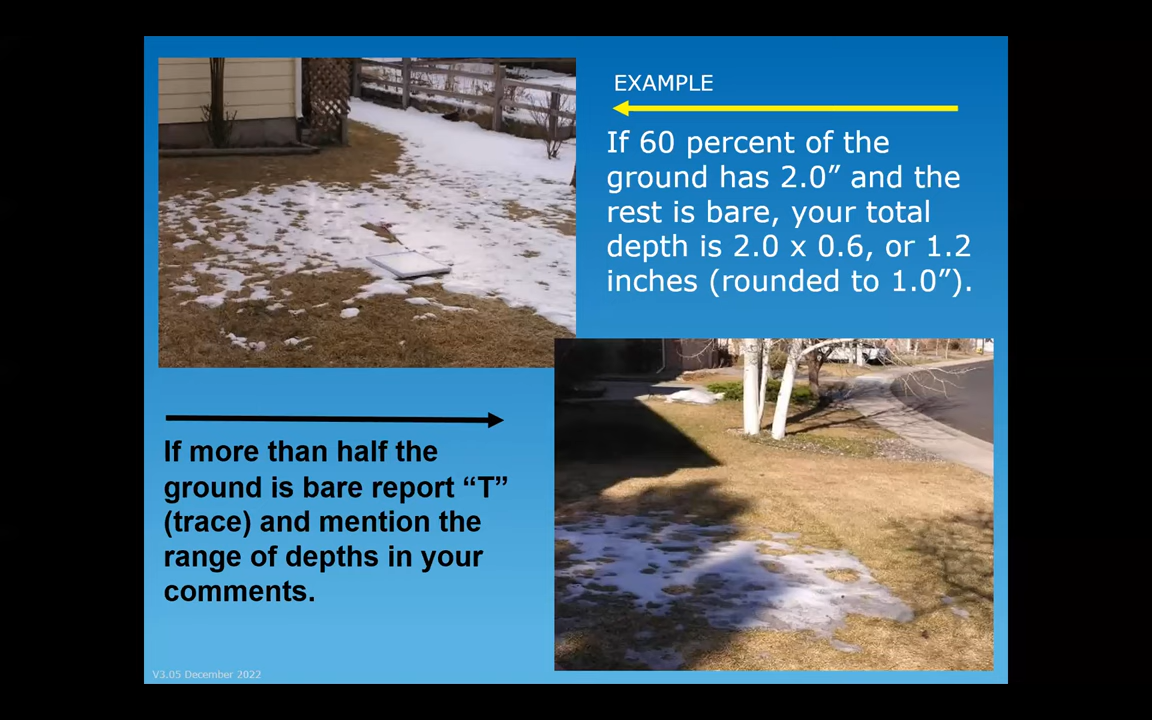 EXAMPLE
If 60 percent of the
ground has 2.0” and the
rest is bare, your total
depth is 2.0 x 0.6, or 1.2
inches (rounded to 1.0”).
If more than half the
ground is bare report “T”
(trace) and mention the
range of depths in your
comments.
V3.05 December 2022